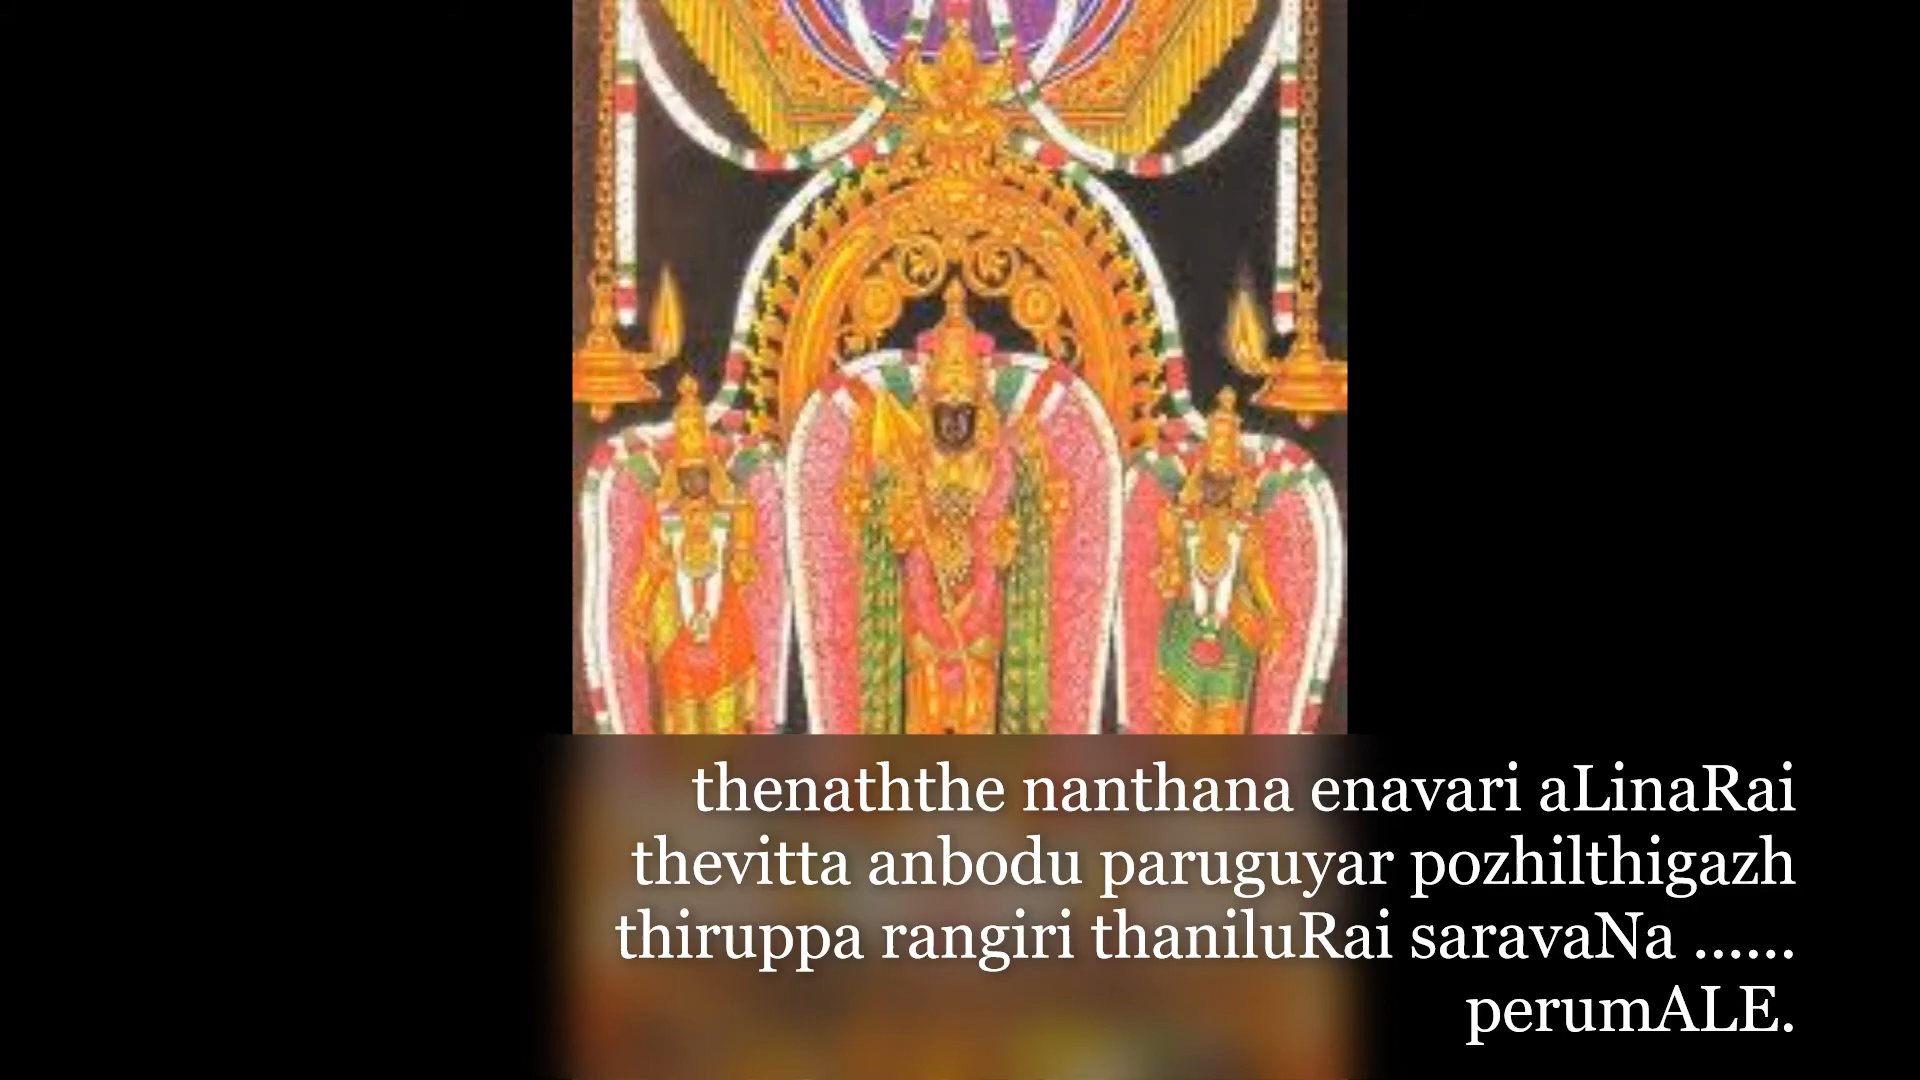 thenaththe nanthana enavari aLinaRai
thevitta anbodu paruguyar pozhilthigazh
thiruppa rangiri thaniluRai saravaNa ......
perumALE.